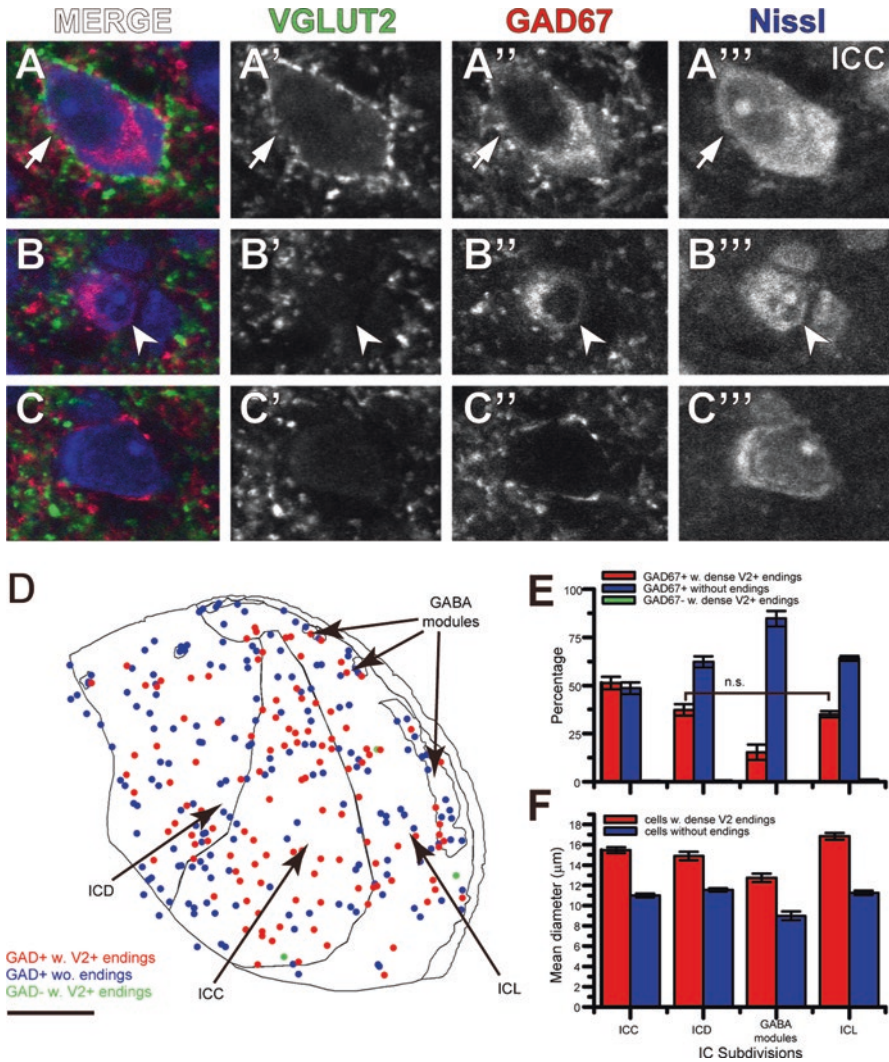 MERGE VGLUT2 GAD67 Nissl
A A’ A’’ A’’’ ICC
B B’ B’’ B’’’
C C’ C’’ C’’’
D
GABA
modules
ICD
ICC
ICL
GAD+ w. V2+ endings
GAD+ wo. endings
GAD- w. V2+ endings
E
GAD67+ w. dense V2+ endings
GAD67+ without endings
GAD67- w. dense V2+ endings
100
75
50
25
0
Percentage
n.s.
F
cells w. dense V2 endings
cells without endings
18
16
14
12
10
8
6
4
2
0
Mean diameter (μm)
ICC ICD GABA modules ICL
IC Subdivisions